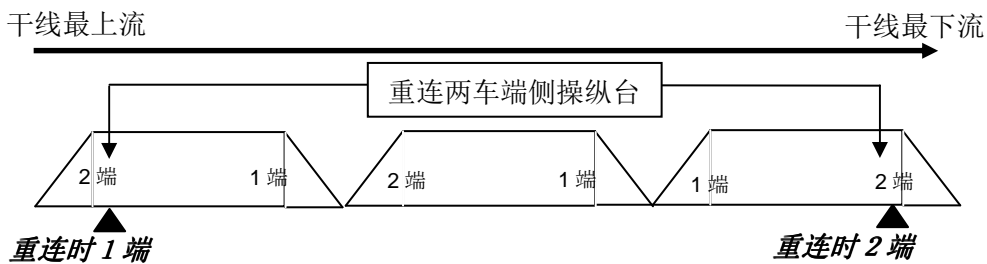 干线最上流
干线最下流
重连两车端侧操纵台
2 端
1 端
2 端
1 端
1 端
2 端
重连时 1 端
重连时 2 端